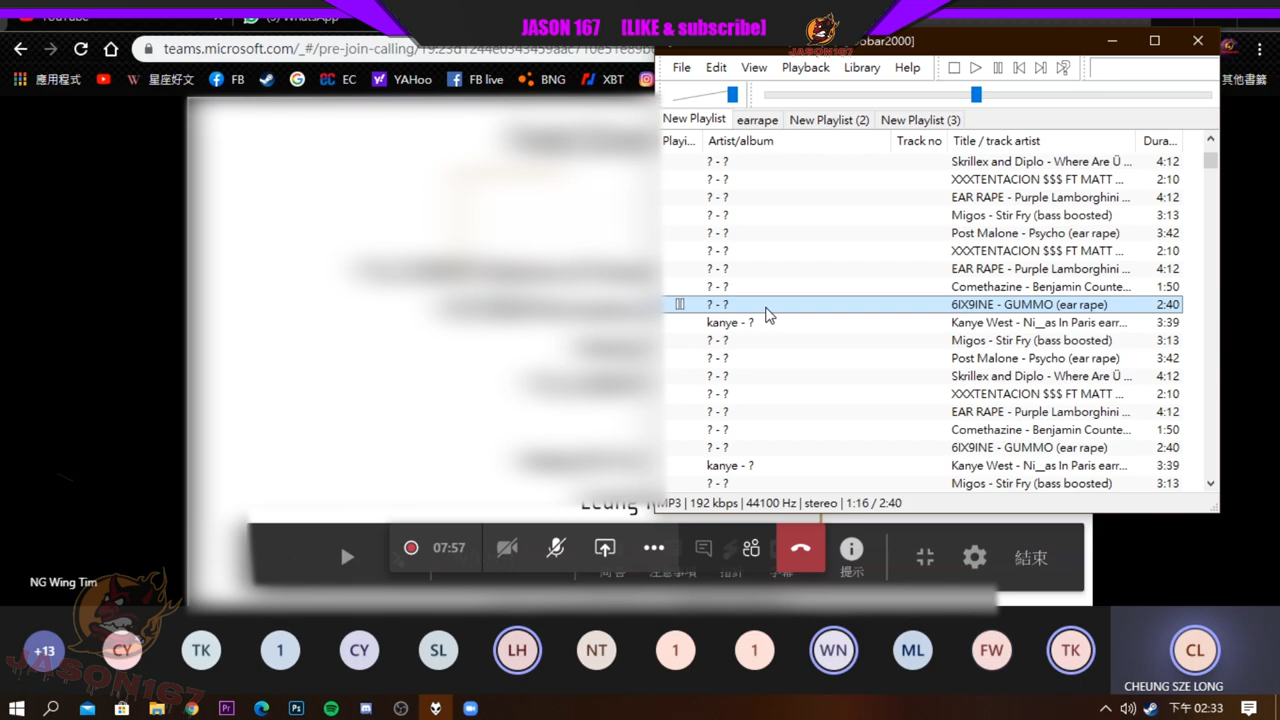 YouTube
WhatsApp
JASON 167 [LIKE & subscribe]
JASON167
obar2000]
teams.microsoft.com/_#/pre-join-calling/
File Edit View Playback Library Help
應用程式
星座好文
FB
G
EC
YAHoo
FB live
BNG
XBT
其他書籤
New Playlist earrape New Playlist (2) New Playlist (3)
Playi... Artist/album Track no Title / track artist Dura...
? - ? Skrillex and Diplo - Where Are Ü ... 4:12
? - ? XXXTENTACION $$$ FT MATT ... 2:10
? - ? EAR RAPE - Purple Lamborghini ... 4:12
? - ? Migos - Stir Fry (bass boosted) 3:13
? - ? Post Malone - Psycho (ear rape) 3:42
? - ? XXXTENTACION $$$ FT MATT ... 2:10
? - ? EAR RAPE - Purple Lamborghini ... 4:12
? - ? Comethazine - Benjamin Counte... 1:50
? - ? 6IX9INE - GUMMO (ear rape) 2:40
kanye - ? Kanye West - Ni__as In Paris earr... 3:39
? - ? Migos - Stir Fry (bass boosted) 3:13
? - ? Post Malone - Psycho (ear rape) 3:42
? - ? Skrillex and Diplo - Where Are Ü ... 4:12
? - ? XXXTENTACION $$$ FT MATT ... 2:10
? - ? EAR RAPE - Purple Lamborghini ... 4:12
? - ? Comethazine - Benjamin Counte... 1:50
? - ? 6IX9INE - GUMMO (ear rape) 2:40
kanye - ? Kanye West - Ni__as In Paris earr... 3:39
? - ? Migos - Stir Fry (bass boosted) 3:13
MP3 | 192 kbps | 44100 Hz | stereo | 1:16 / 2:40
Leung
07:57
提示
結束
NG Wing Tim
+13 CY TK 1 CY SL LH NT 1 1 WN ML FW TK CL
CHEUNG SZE LONG
JASON167
Pr
Ps
下午 02:33